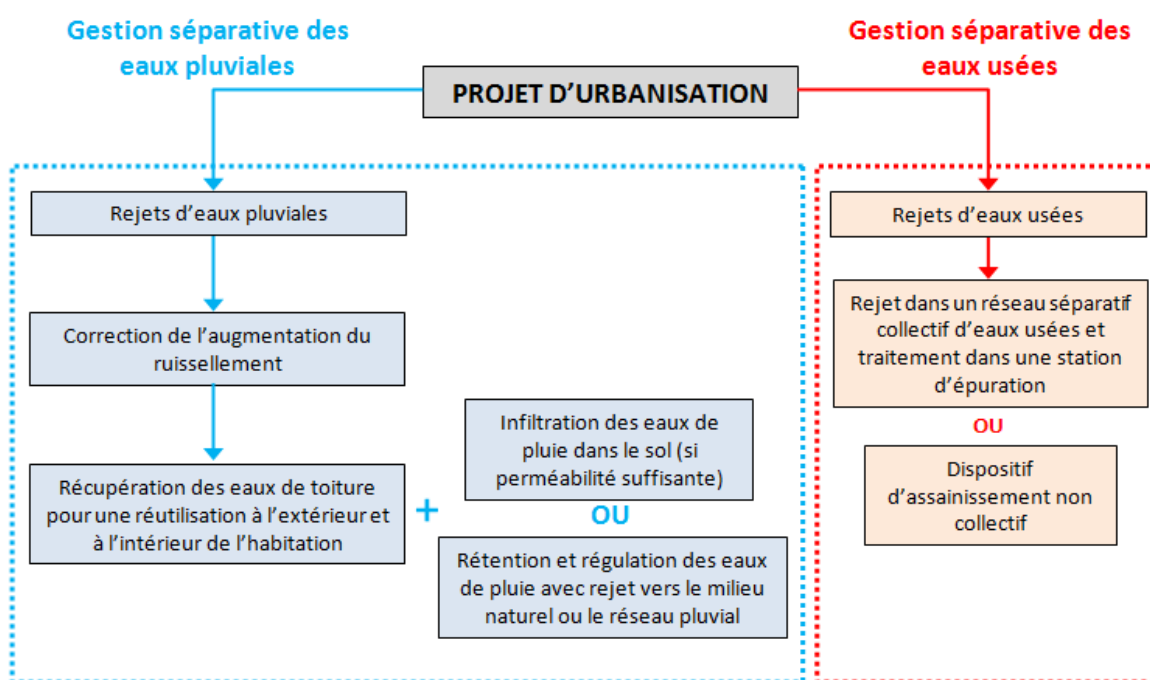 Gestion séparative des
eaux pluviales
Gestion séparative des
eaux usées
PROJET D'URBANISATION
Rejets d'eaux pluviales
Correction de l'augmentation du
ruissellement
Récupération des eaux de toiture
pour une réutilisation à l'extérieur et
à l'intérieur de l'habitation
+
Infiltration des eaux de
pluie dans le sol (si
perméabilité suffisante)
OU
Rétention et régulation des eaux
de pluie avec rejet vers le milieu
naturel ou le réseau pluvial
Rejets d'eaux usées
Rejet dans un réseau séparatif
collectif d'eaux usées et
traitement dans une station
d'épuration
OU
Dispositif
d'assainissement non
collectif